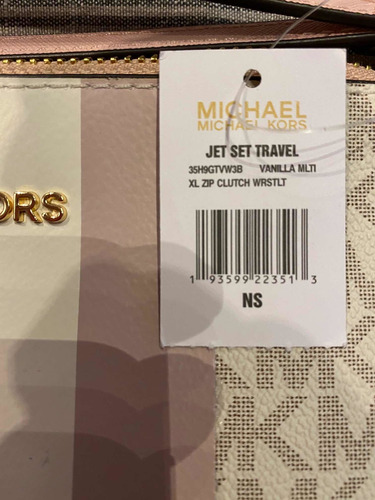 MICHAEL
MICHAEL KORS
JET SET TRAVEL
35H9GTVW3B VANILLA MLTI
XL ZIP CLUTCH WRSTLT
1 93599 22351 3
NS
ORS